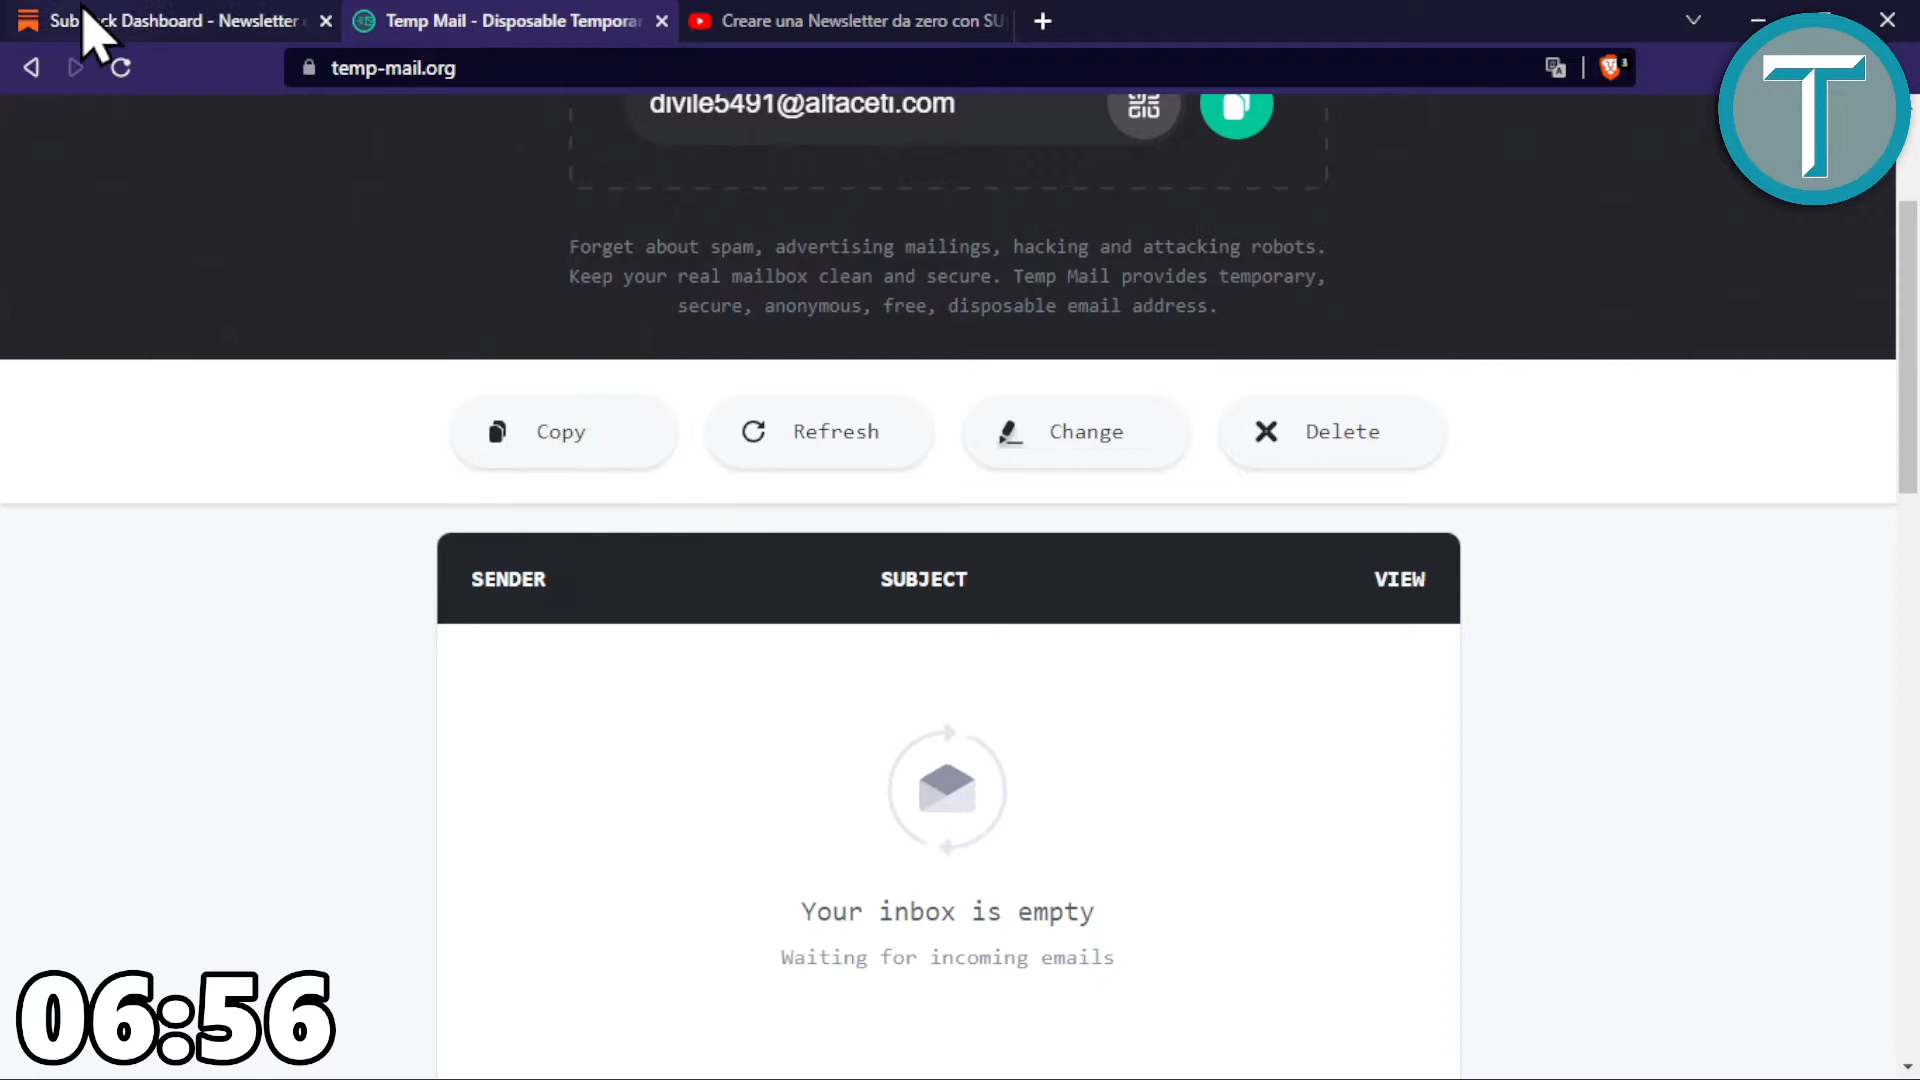 Substack Dashboard - Newsletter
Temp Mail - Disposable Temporar
Creare una Newsletter da zero con SU
temp-mail.org
3
divile5491@alfaceti.com
T
Forget about spam, advertising mailings, hacking and attacking robots.
Keep your real mailbox clean and secure. Temp Mail provides temporary,
secure, anonymous, free, disposable email address.
Copy
Refresh
Change
Delete
SENDER
SUBJECT
VIEW
Your inbox is empty
Waiting for incoming emails
06:56